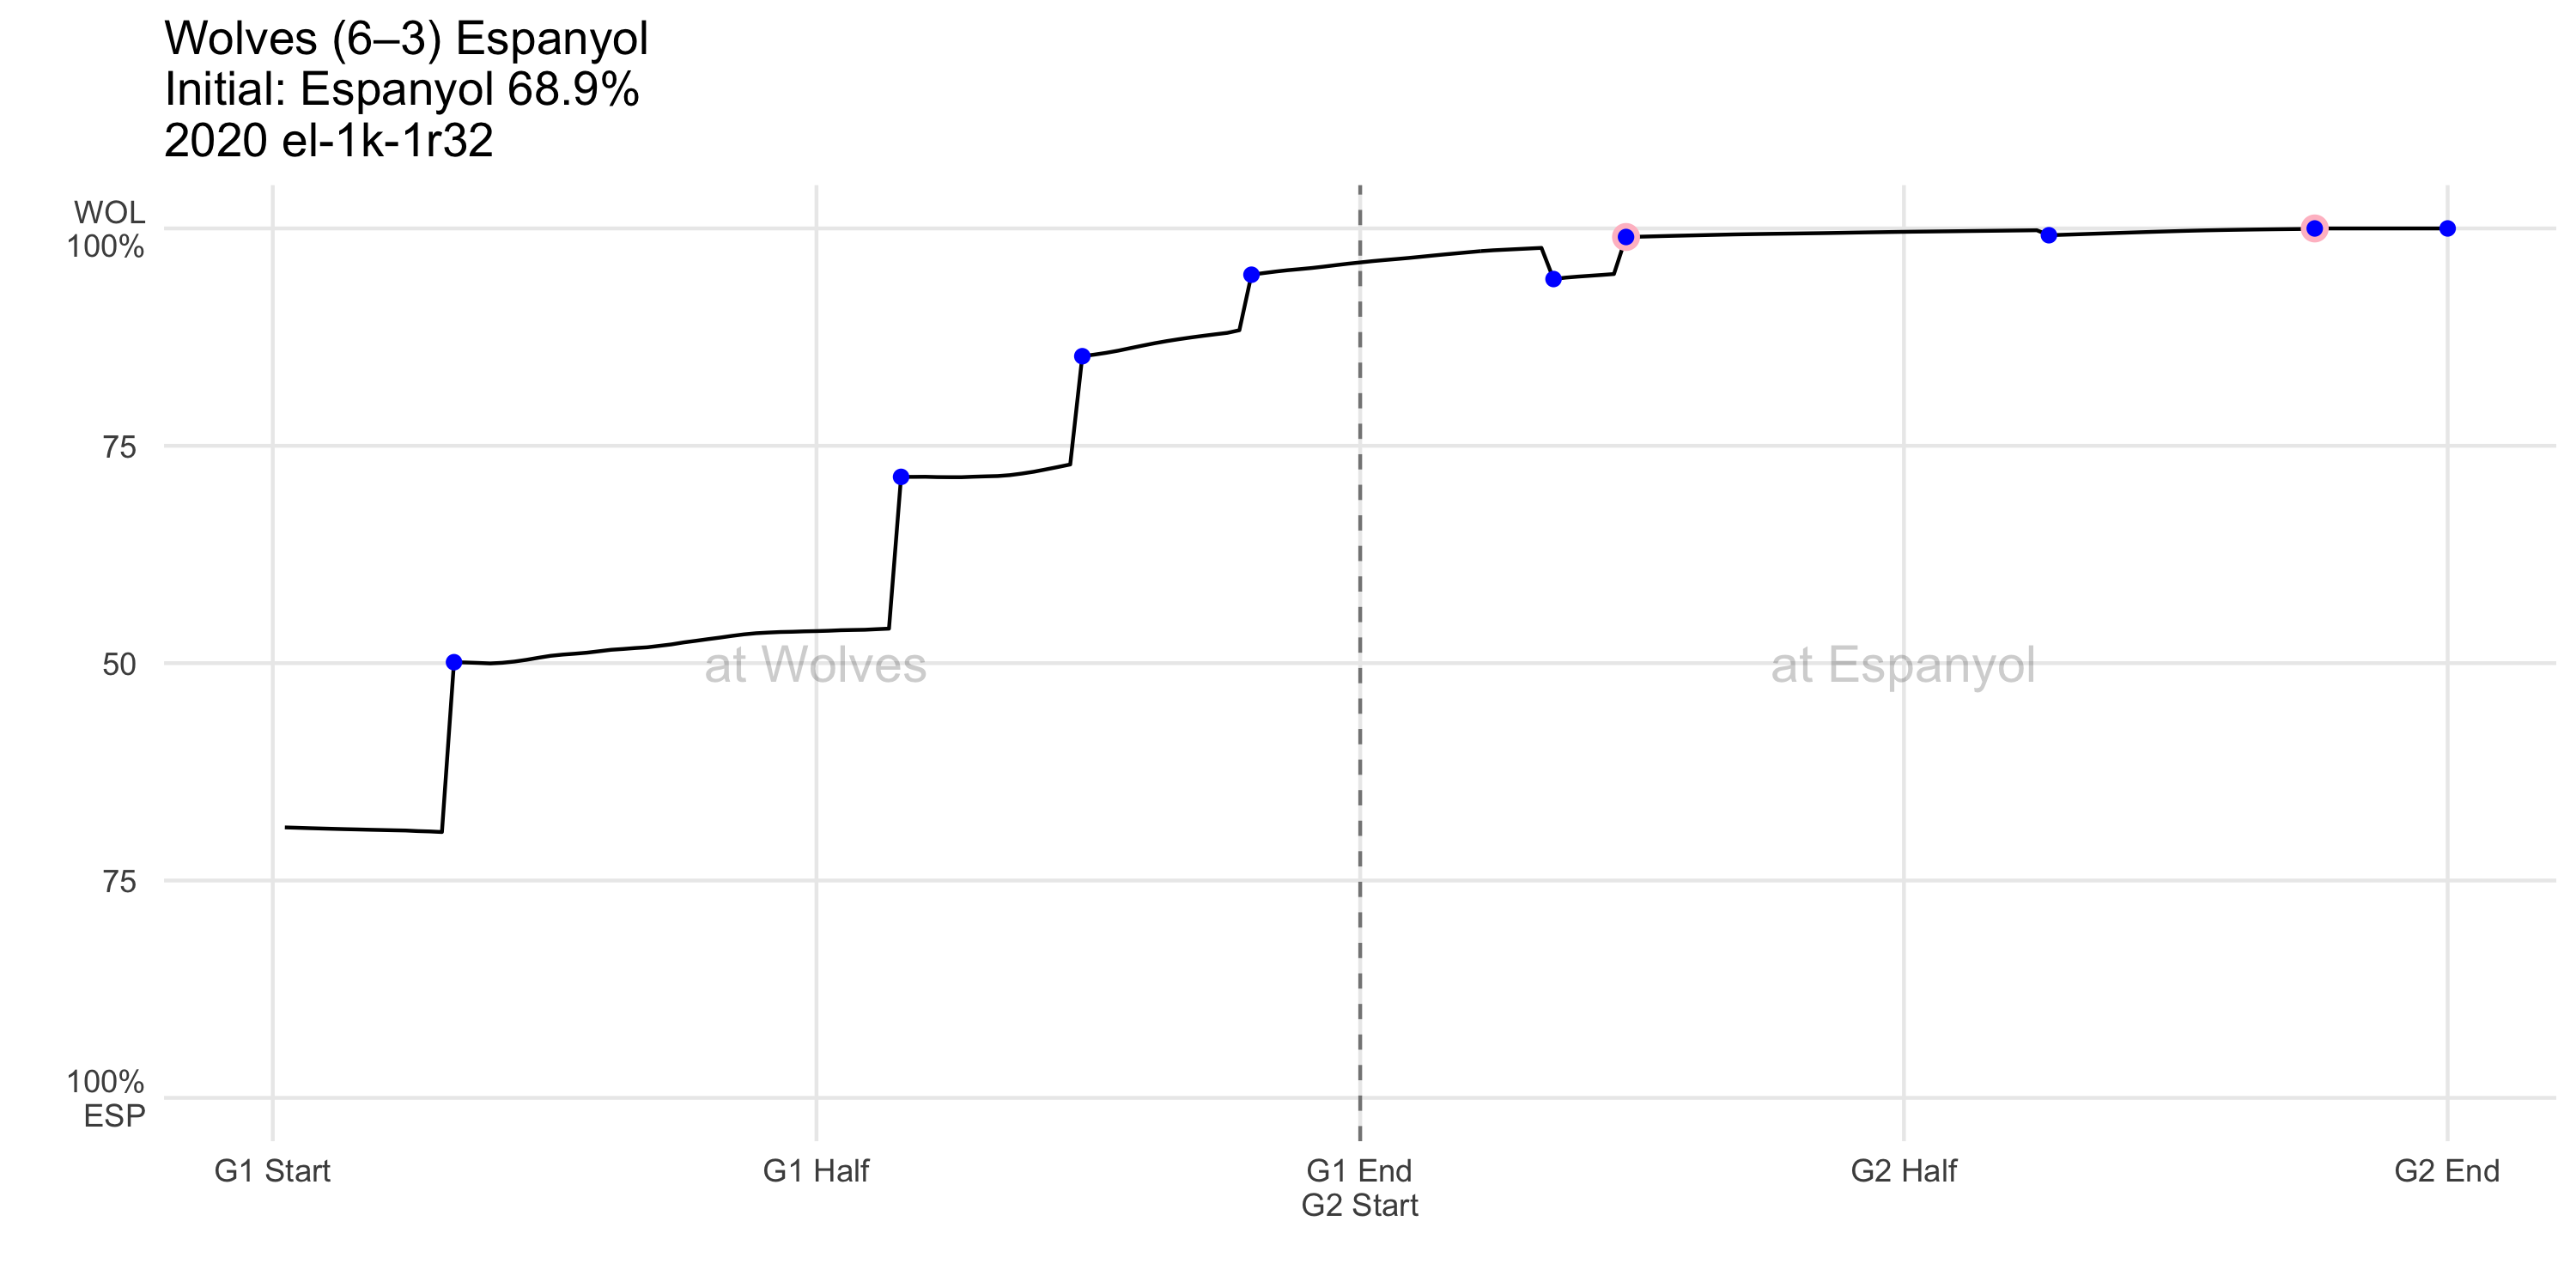 Wolves (6–3) Espanyol
Initial: Espanyol 68.9%
2020 el-1k-1r32
WOL
100%
75
50
at Wolves
at Espanyol
75
100%
ESP
G1 Start
G1 Half
G1 End
G2 Start
G2 Half
G2 End